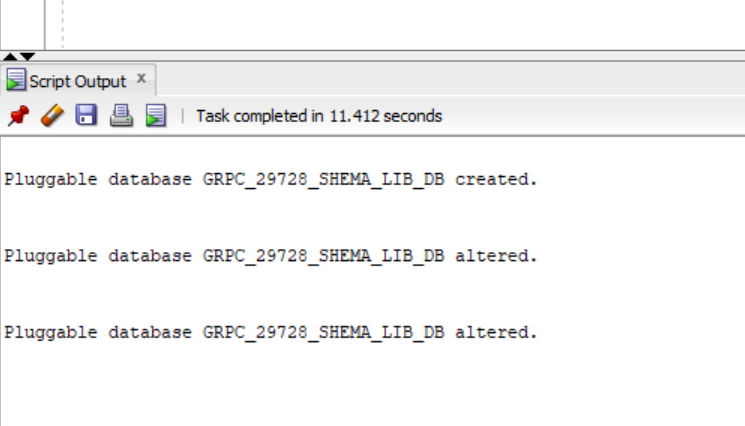 Script Output x
Task completed in 11.412 seconds
Pluggable database GRPC_29728_SHEMA_LIB_DB created.
Pluggable database GRPC_29728_SHEMA_LIB_DB altered.
Pluggable database GRPC_29728_SHEMA_LIB_DB altered.